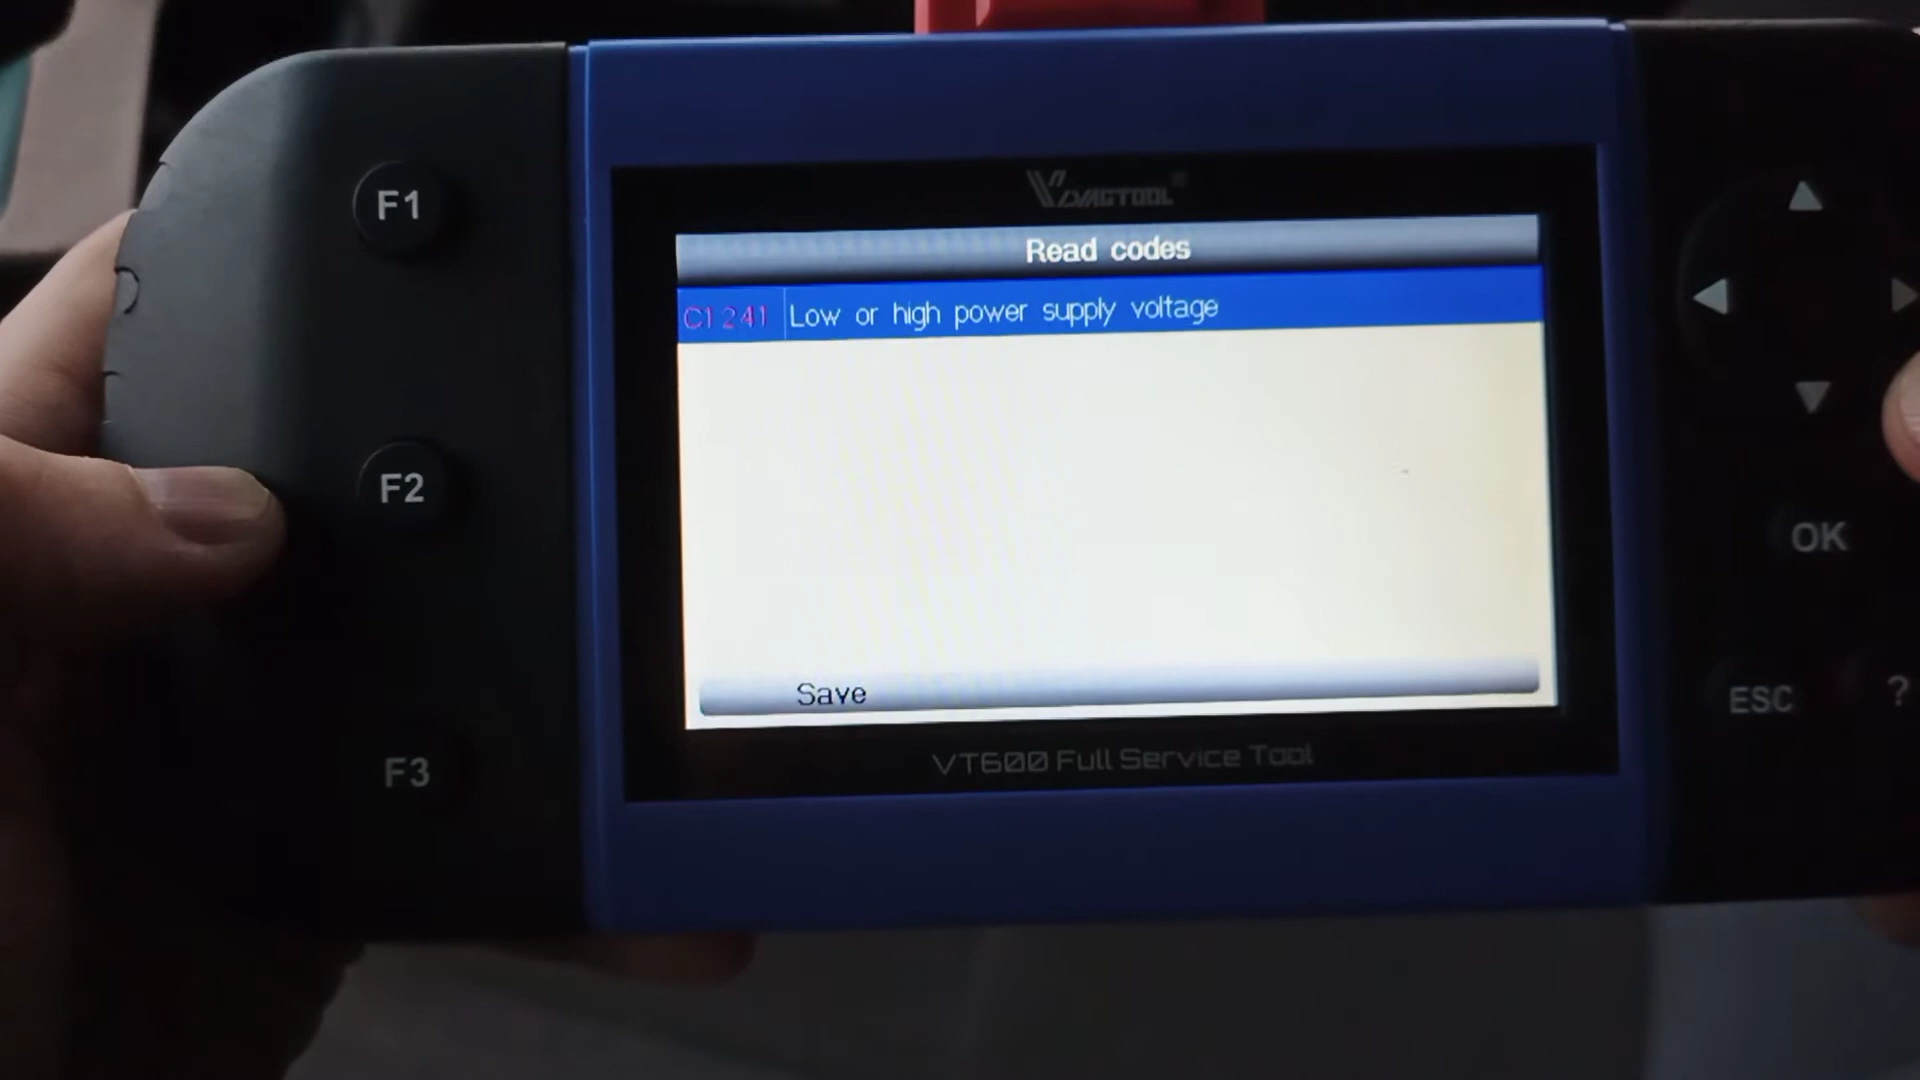 VDIAGTOOL®
Read codes
C1241 Low or high power supply voltage
Save
VT600 Full Service Tool
F1
F2
F3
OK
ESC
?